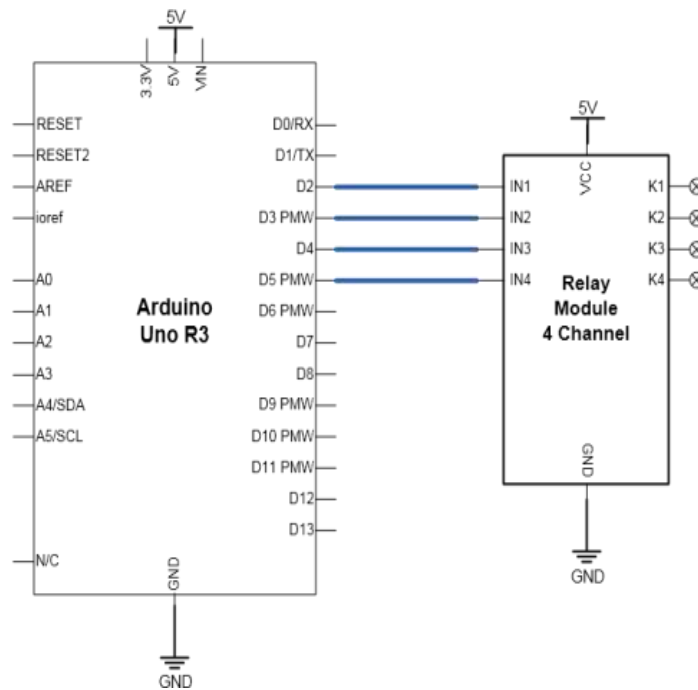 5V
3.3V
5V
VIN
RESET
RESET2
AREF
ioref
A0
A1
A2
A3
A4/SDA
A5/SCL
N/C
Arduino
Uno R3
D0/RX
D1/TX
D2
D3 PMW
D4
D5 PMW
D6 PMW
D7
D8
D9 PMW
D10 PMW
D11 PMW
D12
D13
GND
GND
5V
VCC
IN1
IN2
IN3
IN4
K1
K2
K3
K4
Relay
Module
4 Channel
GND
GND